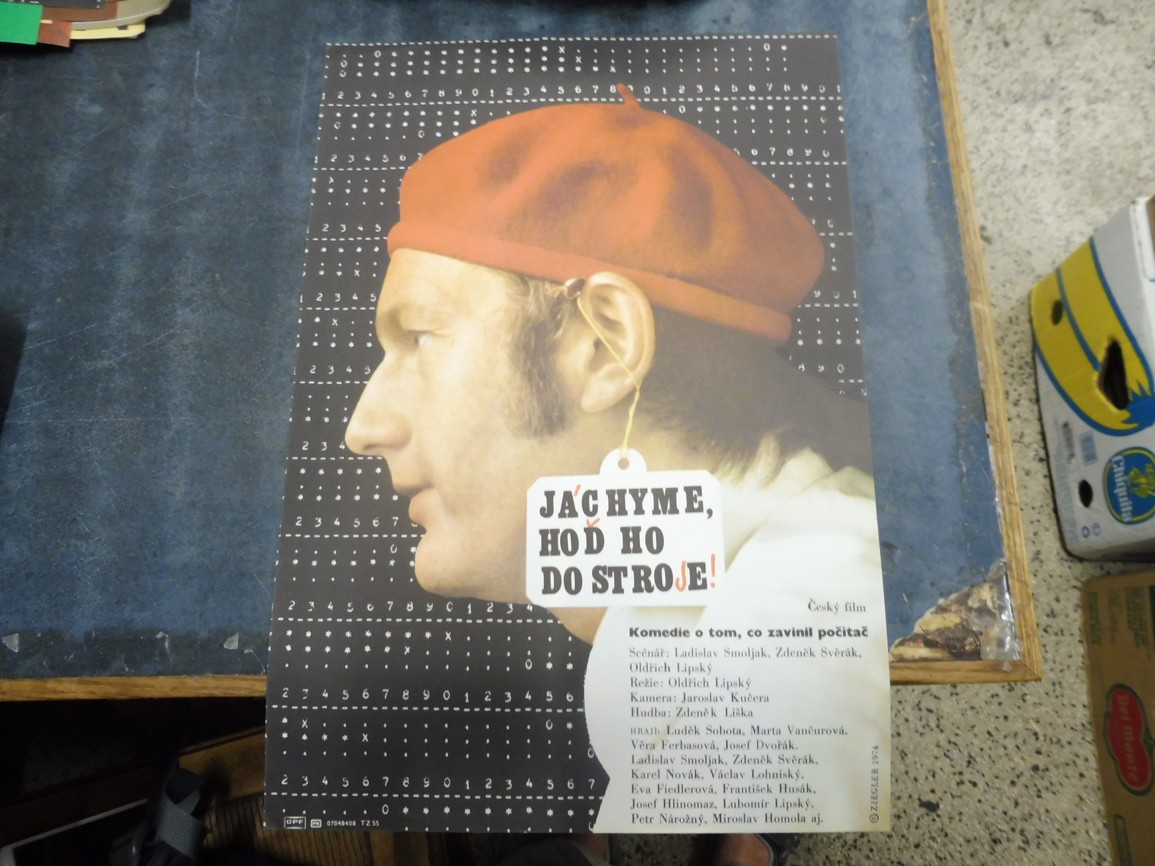 JÁCHYME,
HOĎ HO
DO STROJE!
Český film
Komedie o tom, co zavinil počítač
Scénář: Ladislav Smoljak, Zdeněk Svěrák,
Oldřich Lipský
Režie: Oldřich Lipský
Kamera: Jaroslav Kučera
Hudba: Zdeněk Liška
HRAJÍ: Luděk Sobota, Marta Vančurová.
Věra Ferbasová, Josef Dvořák.
Ladislav Smoljak, Zdeněk Svěrák,
Karel Novák, Václav Lohniský,
Eva Fiedlerová, František Husák,
Josef Hlinomaz, Lubomír Lipský.
Petr Nárožný, Miroslav Homola aj.
© ZIEGLER 1974
ÚPF 07048408 TZ 55
Chiquita
Del Monte